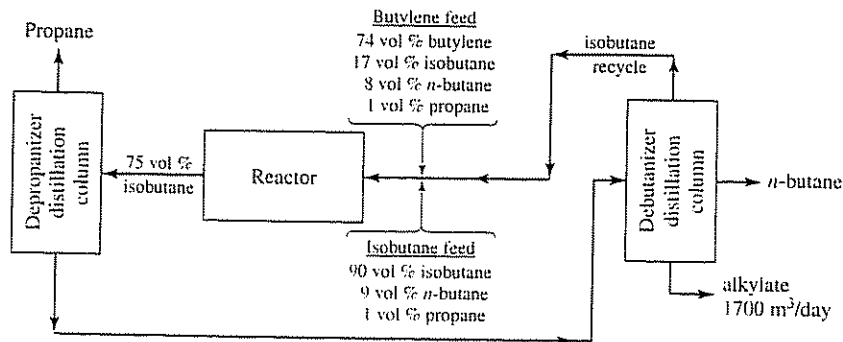 Propane
Depropanizer
distillation
column
75 vol %
isobutane
Reactor
Butylene feed
74 vol % butylene
17 vol % isobutane
8 vol % n-butane
1 vol % propane
Isobutane feed
90 vol % isobutane
9 vol % n-butane
1 vol % propane
isobutane
recycle
Debutanizer
distillation
column
n-butane
alkylate
1700 m³/day